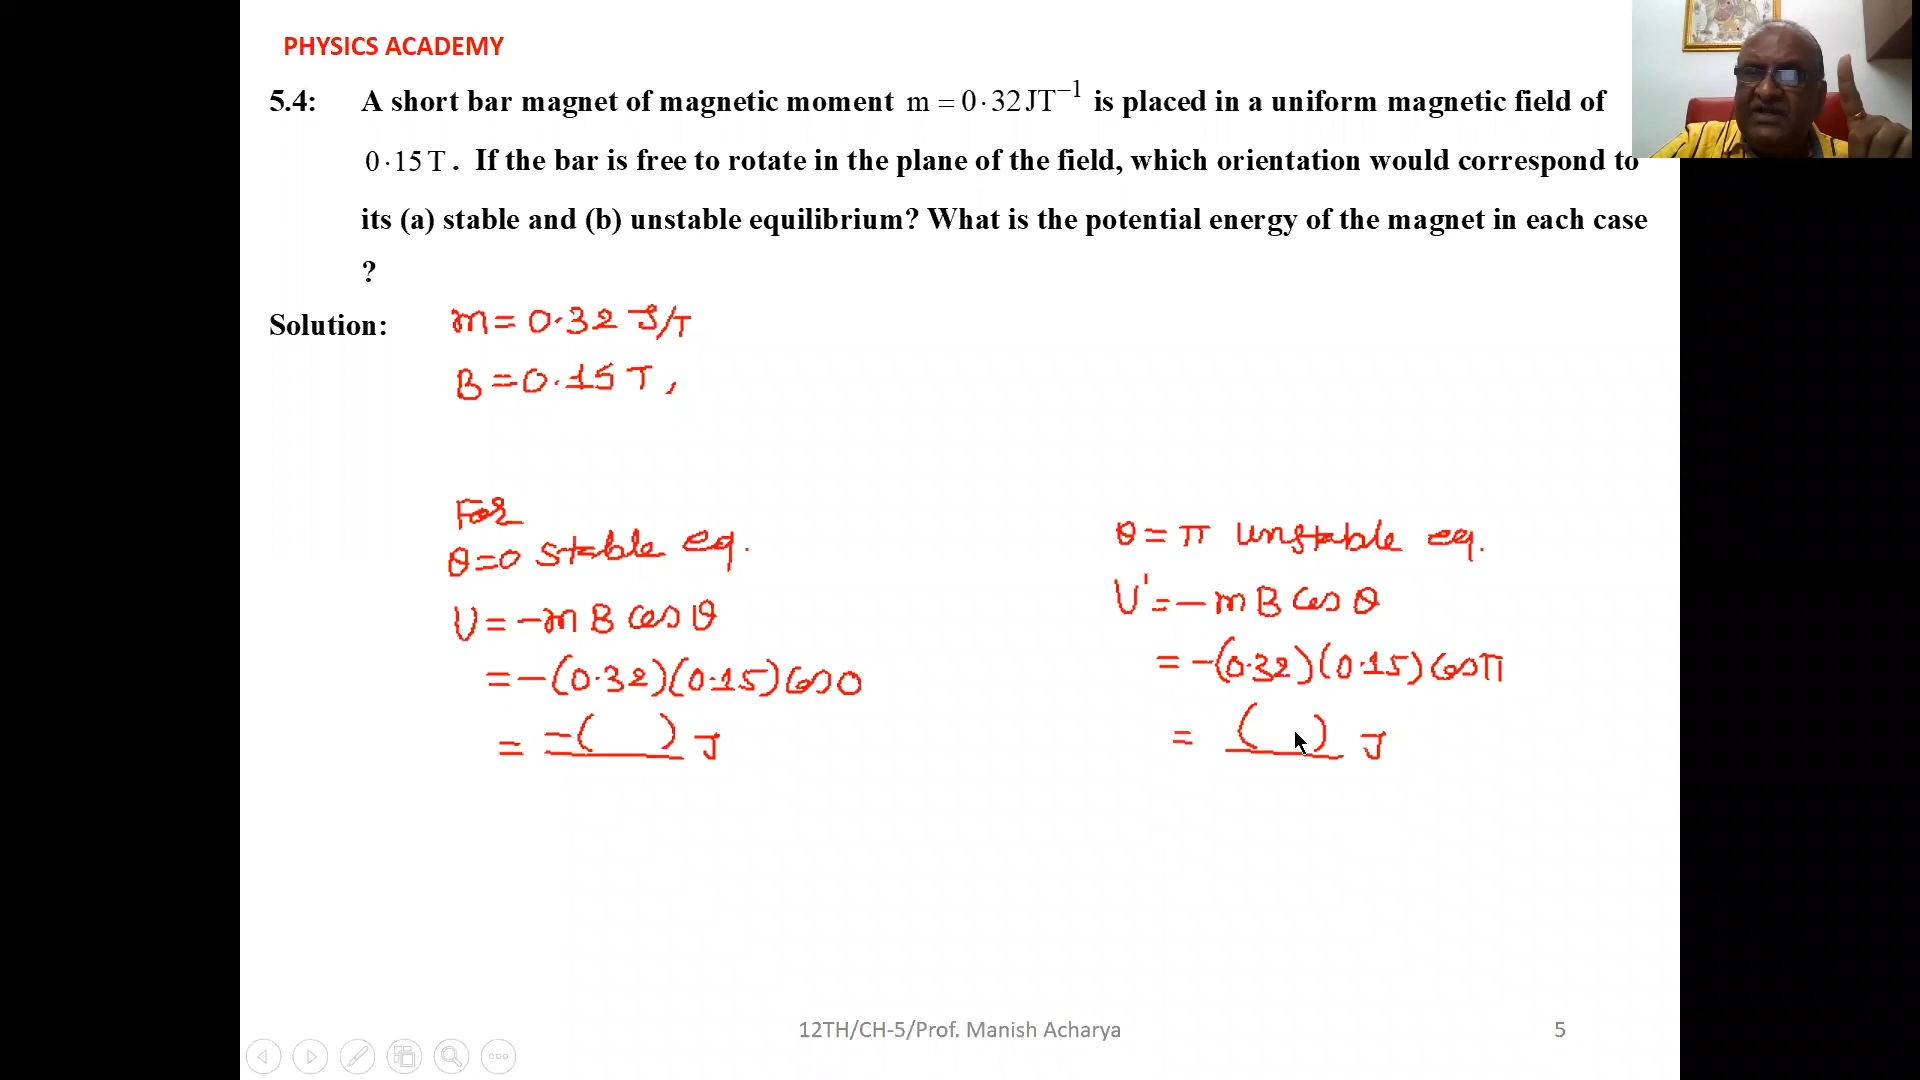 PHYSICS ACADEMY
5.4: A short bar magnet of magnetic moment m = 0·32 JT⁻¹ is placed in a uniform magnetic field of
0·15 T. If the bar is free to rotate in the plane of the field, which orientation would correspond to
its (a) stable and (b) unstable equilibrium? What is the potential energy of the magnet in each case
?
Solution: m = 0.32 J/T
B = 0.15 T,
For
θ=0 stable eq.
U = -m B cos θ
= -(0.32)(0.15) cos 0
= -( ) J
θ = π unstable eq.
U' = -m B cos θ
= -(0.32)(0.15) cos π
= ( ) J
12TH/CH-5/Prof. Manish Acharya
5